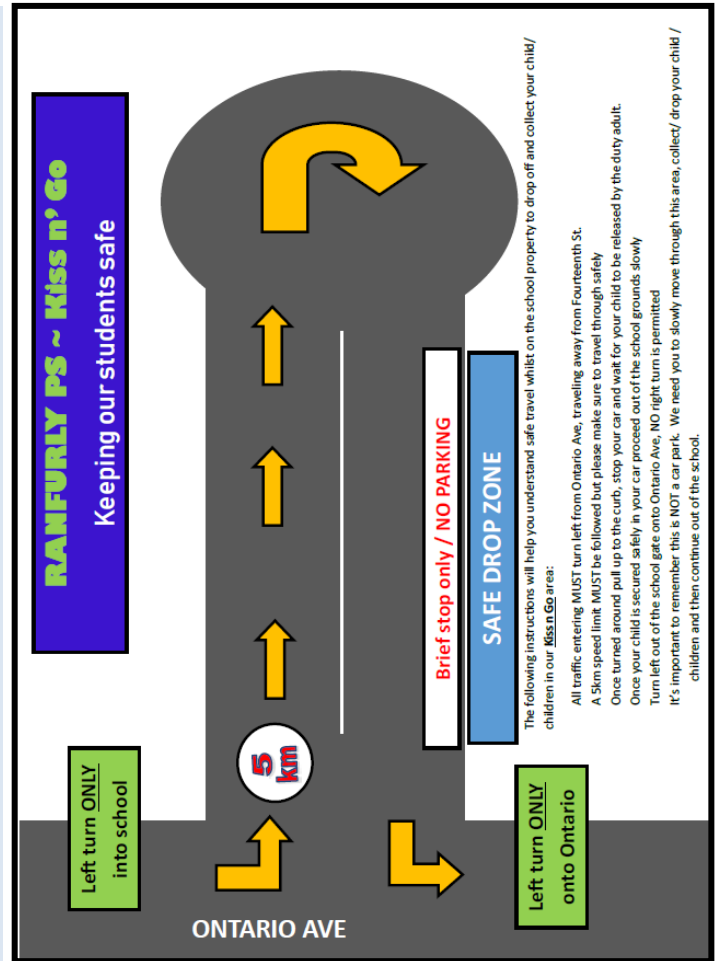 RANFURLY PS ~ Kiss n' Go
Keeping our students safe
Left turn ONLY
into school
5
km
ONTARIO AVE
Brief stop only / NO PARKING
SAFE DROP ZONE
Left turn ONLY
onto Ontario
The following instructions will help you understand safe travel whilst on the school property to drop off and collect your child/
children in our Kiss n Go area:
All traffic entering MUST turn left from Ontario Ave, traveling away from Fourteenth St.
A 5km speed limit MUST be followed but please make sure to travel through safely
Once turned around pull up to the curb, stop your car and wait for your child to be released by the doty adult.
Once your child is secured safely in your car proceed out of the school grounds slowly
Turn left out of the school gate onto Ontario Ave, NO right turn is permitted
It's important to remember this is NOT a car park.  We need you to slowly move through this area, collect/ drop your child /
children and then continue out of the school.